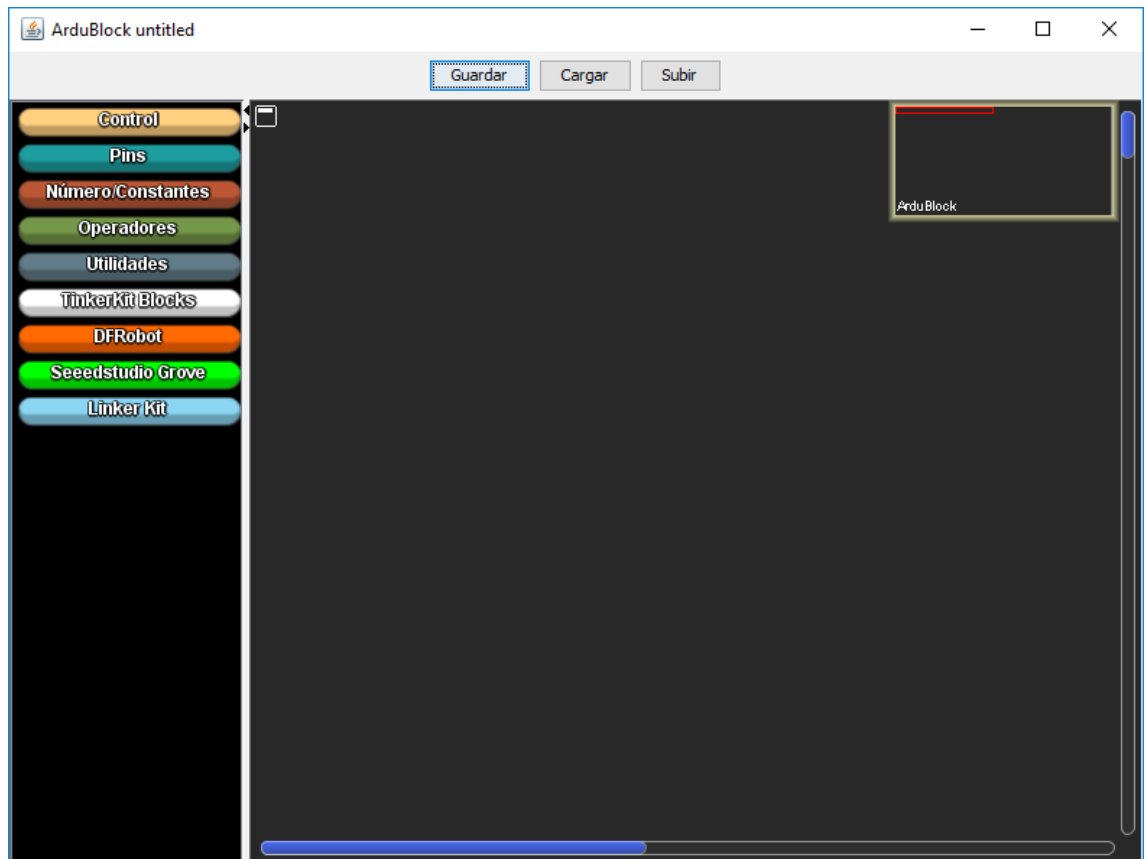 ArduBlock untitled
Guardar Cargar Subir
Control
Pins
Número/Constantes
Operadores
Utilidades
TinkerKit Blocks
DFRobot
Seeedstudio Grove
Linker Kit
ArduBlock